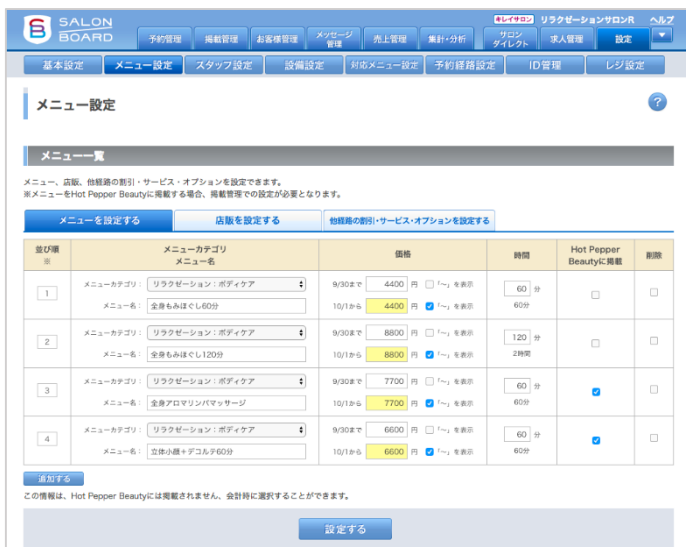 SALON BOARD
キレイサロン リラクゼーションサロンR ヘルプ
予約管理 掲載管理 お客様管理 メッセージ管理 売上管理 集計・分析 サロンダイレクト 求人管理 設定
基本設定 メニュー設定 スタッフ設定 設備設定 対応メニュー設定 予約経路設定 ID管理 レジ設定
メニュー設定 ?
メニュー一覧
メニュー、店販、他経路の割引・サービス・オプションを設定できます。
※メニューをHot Pepper Beautyに掲載する場合、掲載管理での設定が必要となります。
メニューを設定する 店販を設定する 他経路の割引・サービス・オプションを設定する
並び順※ メニューカテゴリ メニュー名 価格 時間 Hot Pepper Beautyに掲載 削除
1 メニューカテゴリ: リラクゼーション:ボディケア 9/30まで 4400 円 「~」を表示 60 分
メニュー名: 全身もみほぐし60分 10/1から 4400 円 「~」を表示 60分
2 メニューカテゴリ: リラクゼーション:ボディケア 9/30まで 8800 円 「~」を表示 120 分
メニュー名: 全身もみほぐし120分 10/1から 8800 円 「~」を表示 2時間
3 メニューカテゴリ: リラクゼーション:ボディケア 9/30まで 7700 円 「~」を表示 60 分
メニュー名: 全身アロマリンパマッサージ 10/1から 7700 円 「~」を表示 60分
4 メニューカテゴリ: リラクゼーション:ボディケア 9/30まで 6600 円 「~」を表示 60 分
メニュー名: 立体小顔+デコルテ60分 10/1から 6600 円 「~」を表示 60分
追加する
この情報は、Hot Pepper Beautyには掲載されません、会計時に選択することができます。
設定する